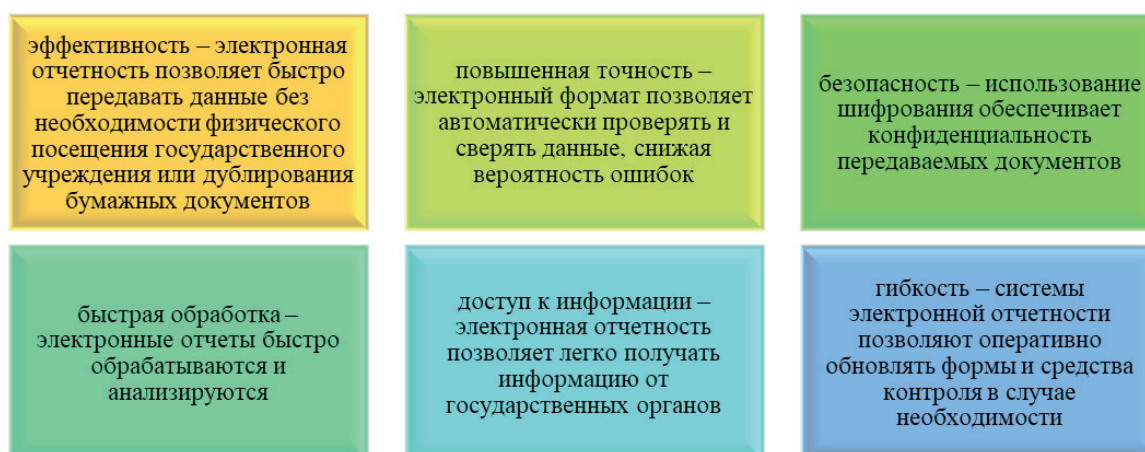 эффективность – электронная
отчетность позволяет быстро
передавать данные без
необходимости физического
посещения государственного
учреждения или дублирования
бумажных документов
повышенная точность –
электронный формат позволяет
автоматически проверять и
сверять данные, снижая
вероятность ошибок
безопасность – использование
шифрования обеспечивает
конфиденциальность
передаваемых документов
быстрая обработка –
электронные отчеты быстро
обрабатываются и
анализируются
доступ к информации –
электронная отчетность
позволяет легко получать
информацию от
государственных органов
гибкость – системы
электронной отчетности
позволяют оперативно
обновлять формы и средства
контроля в случае
необходимости